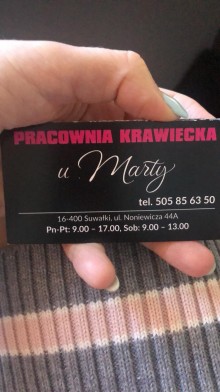 PRACOWNIA KRAWIECKA
u Marty
tel. 505 85 63 50
16-400 Suwałki, ul. Noniewicza 44A
Pn-Pt: 9.00 – 17.00, Sob: 9.00 – 13.00